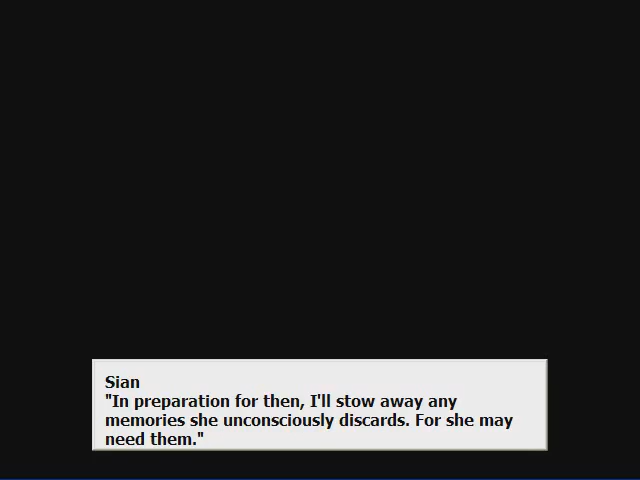 Sian
"In preparation for then, I'll stow away any
memories she unconsciously discards. For she may
need them."